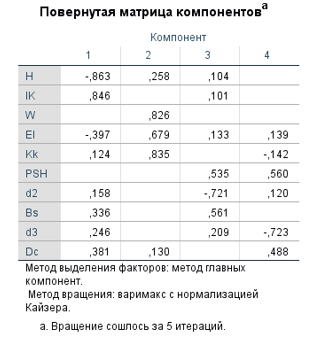 Повернутая матрица компонентовa
Компонент
1 2 3 4
H -,863 ,258 ,104
IK ,846 ,101
W ,826
El -,397 ,679 ,133 ,139
Kk ,124 ,835 -,142
PSH ,535 ,560
d2 ,158 -,721 ,120
Bs ,336 ,561
d3 ,246 ,209 -,723
Dc ,381 ,130 ,488
Метод выделения факторов: метод главных
компонент.
Метод вращения: варимакс с нормализацией
Кайзера.
a. Вращение сошлось за 5 итераций.